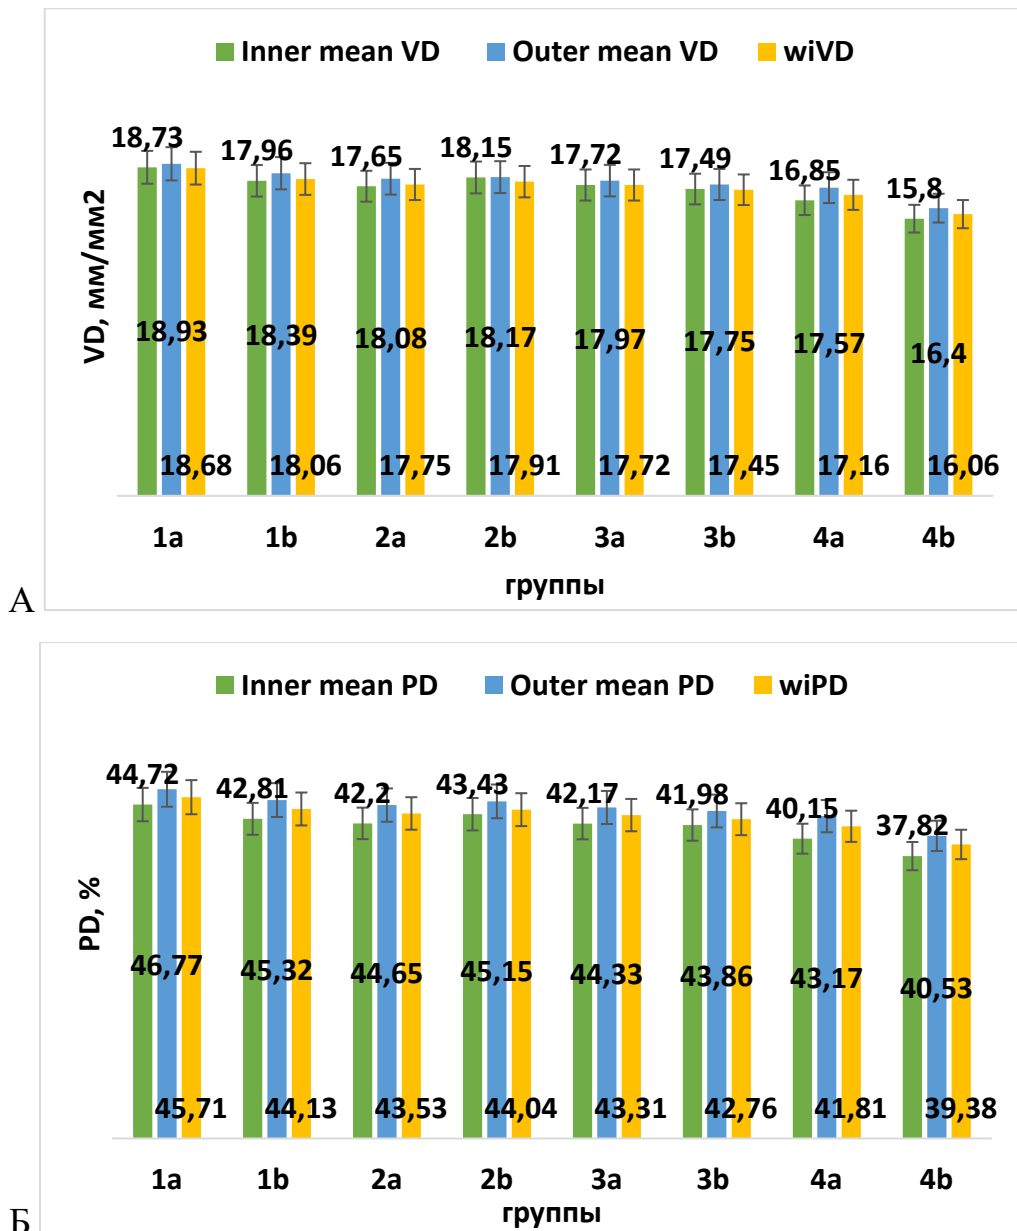 Inner mean VD Outer mean VD wiVD
18,73 17,96 17,65 18,15 17,72 17,49 16,85 15,8
VD, мм/мм2
18,93 18,39 18,08 18,17 17,97 17,75 17,57 16,4
18,68 18,06 17,75 17,91 17,72 17,45 17,16 16,06
1a 1b 2a 2b 3a 3b 4a 4b
группы
А
Inner mean PD Outer mean PD wiPD
44,72 42,81 42,2 43,43 42,17 41,98 40,15 37,82
PD, %
46,77 45,32 44,65 45,15 44,33 43,86 43,17 40,53
45,71 44,13 43,53 44,04 43,31 42,76 41,81 39,38
1a 1b 2a 2b 3a 3b 4a 4b
группы
Б